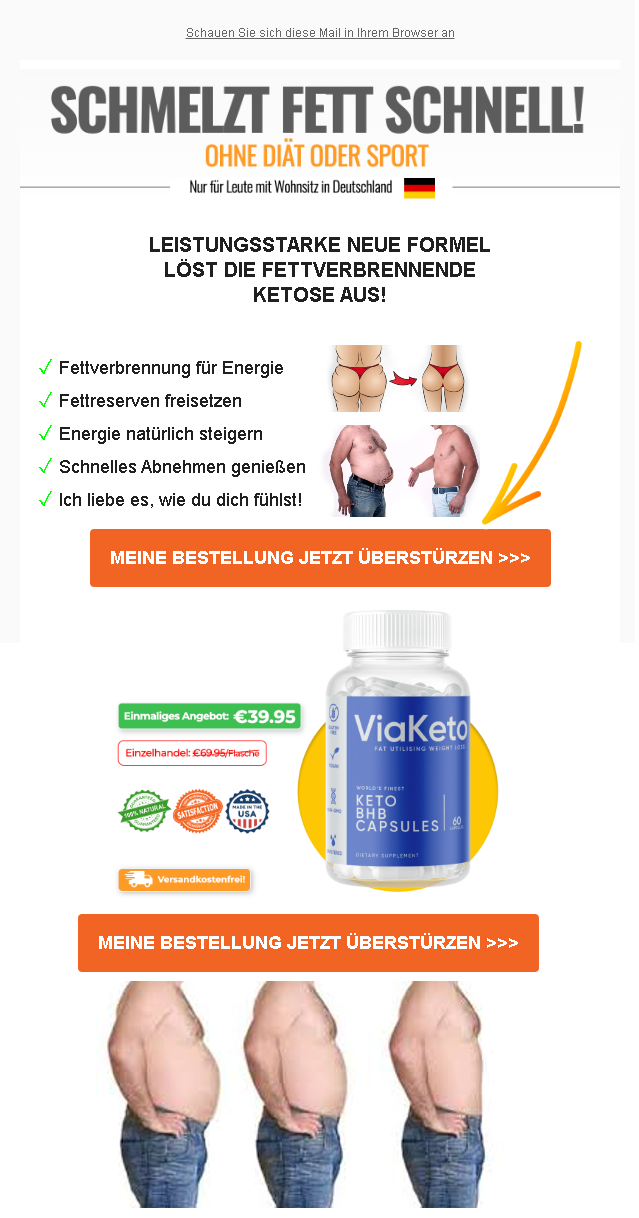 Schauen Sie sich diese Mail in Ihrem Browser an
SCHMELZT FETT SCHNELL!
OHNE DIÄT ODER SPORT
Nur für Leute mit Wohnsitz in Deutschland
LEISTUNGSSTARKE NEUE FORMEL
LÖST DIE FETTVERBRENNENDE
KETOSE AUS!
√ Fettverbrennung für Energie
√ Fettreserven freisetzen
√ Energie natürlich steigern
√ Schnelles Abnehmen genießen
√ Ich liebe es, wie du dich fühlst!
MEINE BESTELLUNG JETZT ÜBERSTÜRZEN >>>
Einmaliges Angebot: €39.95
Einzelhandel: €69.95/Flasche
100% NATURAL
SATISFACTION
MADE IN THE
USA
Versandkostenfrei!
ViaKeto
FAT UTILISING WEIGHT LOSS
WORLD'S FINEST
KETO
BHB
CAPSULES
60
DIETARY SUPPLEMENT
MEINE BESTELLUNG JETZT ÜBERSTÜRZEN >>>